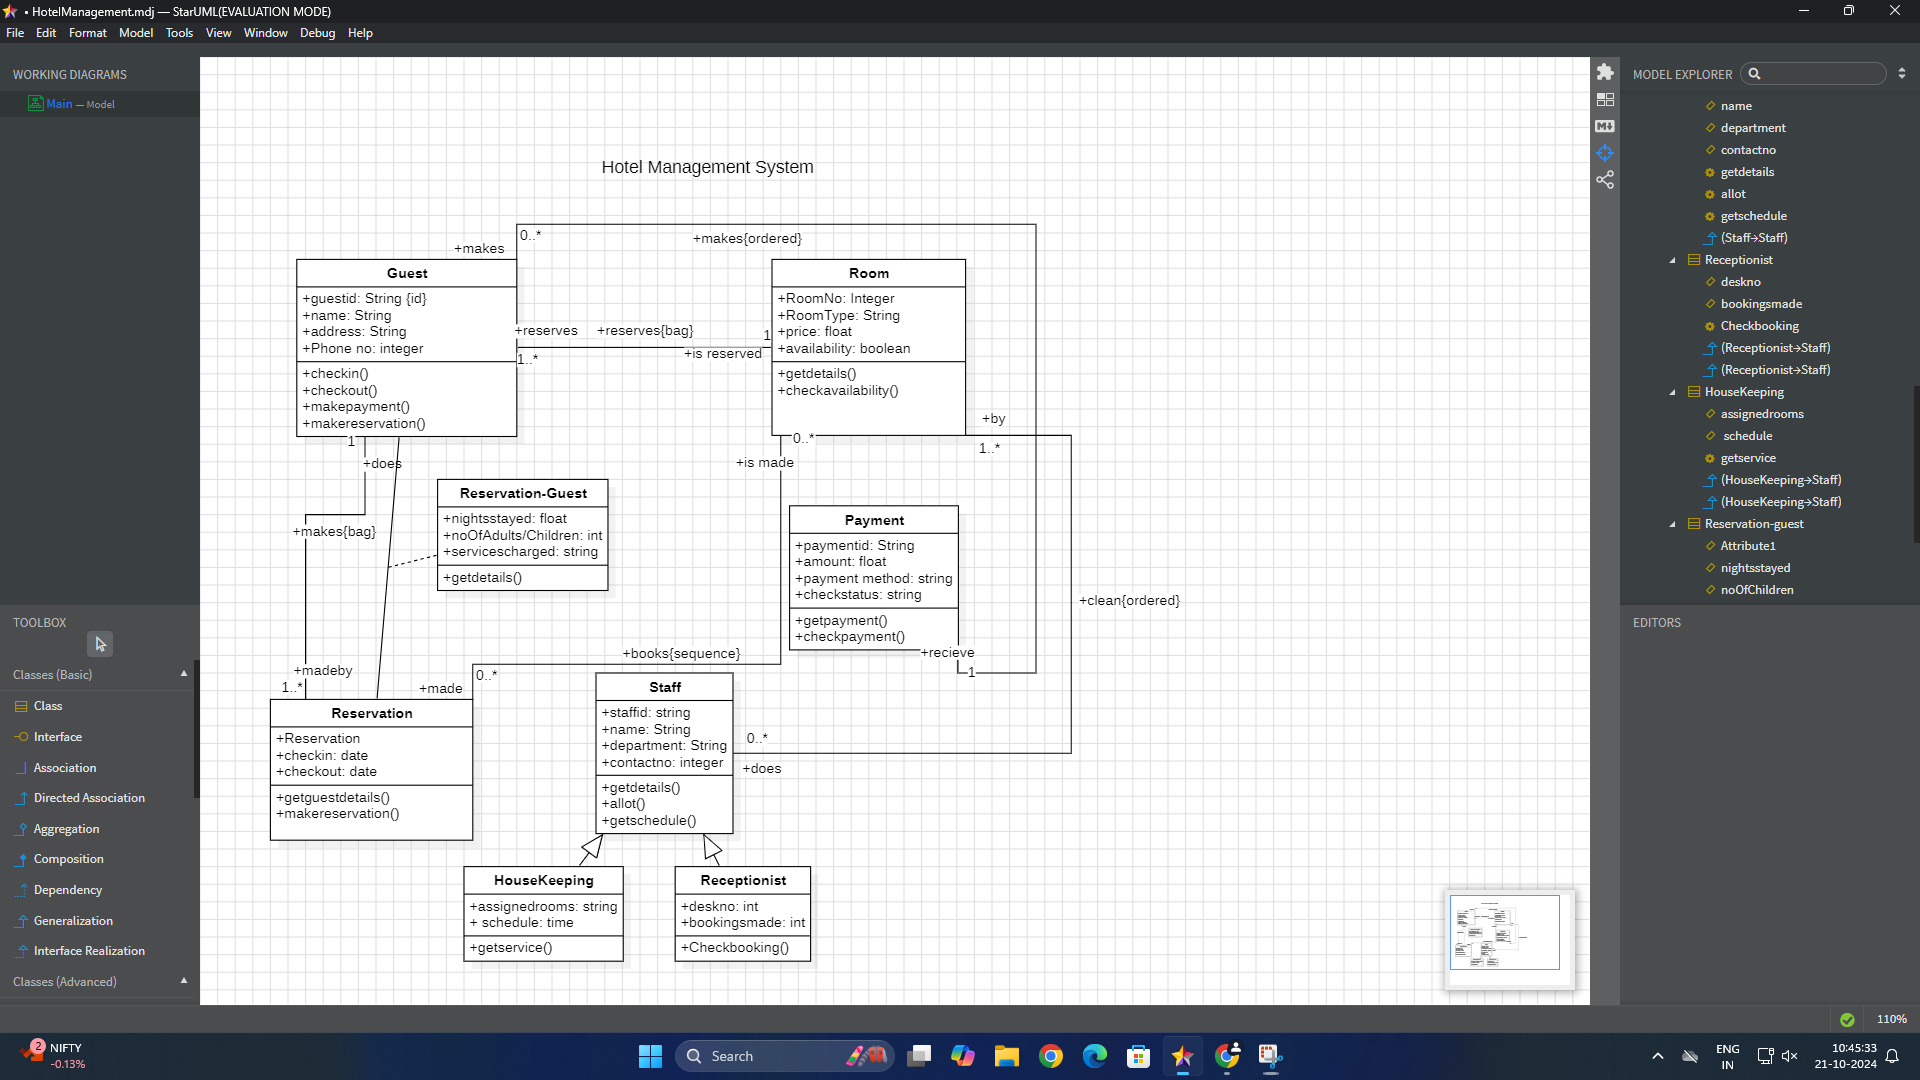 • HotelManagement.mdj — StarUML(EVALUATION MODE)
File Edit Format Model Tools View Window Debug Help
WORKING DIAGRAMS
Main — Model
TOOLBOX
Classes (Basic)
Class
Interface
Association
Directed Association
Aggregation
Composition
Dependency
Generalization
Interface Realization
Classes (Advanced)
Hotel Management System
0..*
+makes
+makes{ordered}
Guest
+guestid: String {id}
+name: String
+address: String
+Phone no: integer
+checkin()
+checkout()
+makepayment()
+makereservation()
+reserves
+reserves{bag}
1
1..*
+is reserved
Room
+RoomNo: Integer
+RoomType: String
+price: float
+availability: boolean
+getdetails()
+checkavailability()
+by
1..*
0..*
+is made
1
+does
+makes{bag}
Reservation-Guest
+nightsstayed: float
+noOfAdults/Children: int
+servicescharged: string
+getdetails()
Payment
+paymentid: String
+amount: float
+payment method: string
+checkstatus: string
+getpayment()
+checkpayment()
+recieve
1
+clean{ordered}
+books{sequence}
+madeby
1..*
+made
0..*
Reservation
+Reservation
+checkin: date
+checkout: date
+getguestdetails()
+makereservation()
Staff
+staffid: string
+name: String
+department: String
+contactno: integer
+getdetails()
+allot()
+getschedule()
0..*
+does
HouseKeeping
+assignedrooms: string
+ schedule: time
+getservice()
Receptionist
+deskno: int
+bookingsmade: int
+Checkbooking()
MODEL EXPLORER
name
department
contactno
getdetails
allot
getschedule
(Staff→Staff)
Receptionist
deskno
bookingsmade
Checkbooking
(Receptionist→Staff)
(Receptionist→Staff)
HouseKeeping
assignedrooms
schedule
getservice
(HouseKeeping→Staff)
(HouseKeeping→Staff)
Reservation-guest
Attribute1
nightsstayed
noOfChildren
EDITORS
110%
2
NIFTY
-0.13%
Search
ENG
IN
10:45:33
21-10-2024